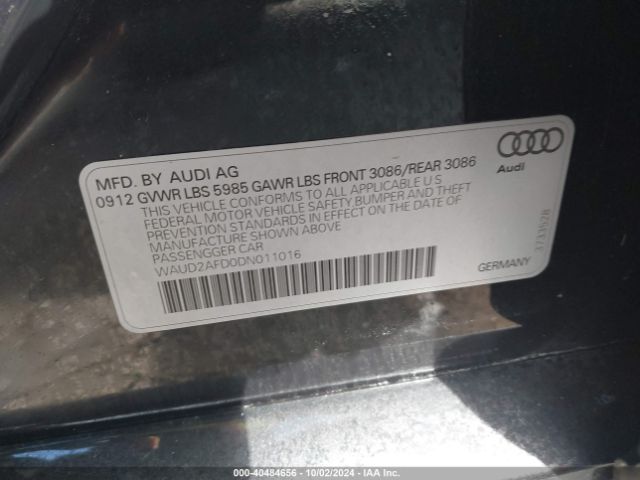 MFD. BY AUDI AG
0912 GVWR LBS 5985 GAWR LBS FRONT 3086/REAR 3086
THIS VEHICLE CONFORMS TO ALL APPLICABLE U S
FEDERAL MOTOR VEHICLE SAFETY,BUMPER AND THEFT
PREVENTION STANDARDS IN EFFECT ON THE DATE OF
MANUFACTURE SHOWN ABOVE
PASSENGGER CAR
WAUD2AFD0DN011016
Audi
3733528
GERMANY
000-40484656 - 10/02/2024 - IAA Inc.